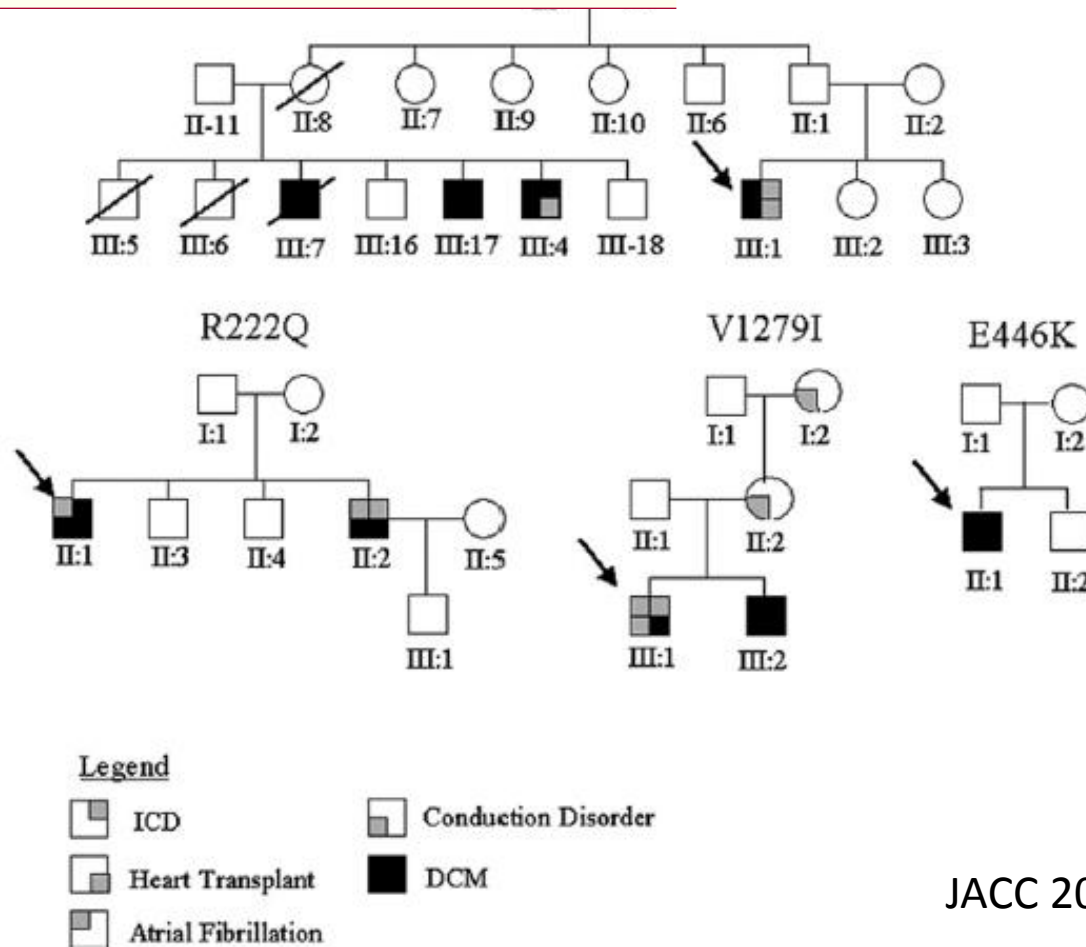 II-11 II:8 II:7 II:9 II:10 II:6 II:1 II:2
III:5 III:6 III:7 III:16 III:17 III:4 III-18 III:1 III:2 III:3
R222Q V1279I E446K
I:1 I:2 I:1 I:2 I:1 I:2
II:1 II:3 II:4 II:2 II:5 II:1 II:2 II:1 II:2
III:1 III:1 III:2
Legend
ICD Conduction Disorder
Heart Transplant DCM
Atrial Fibrillation
JACC 20